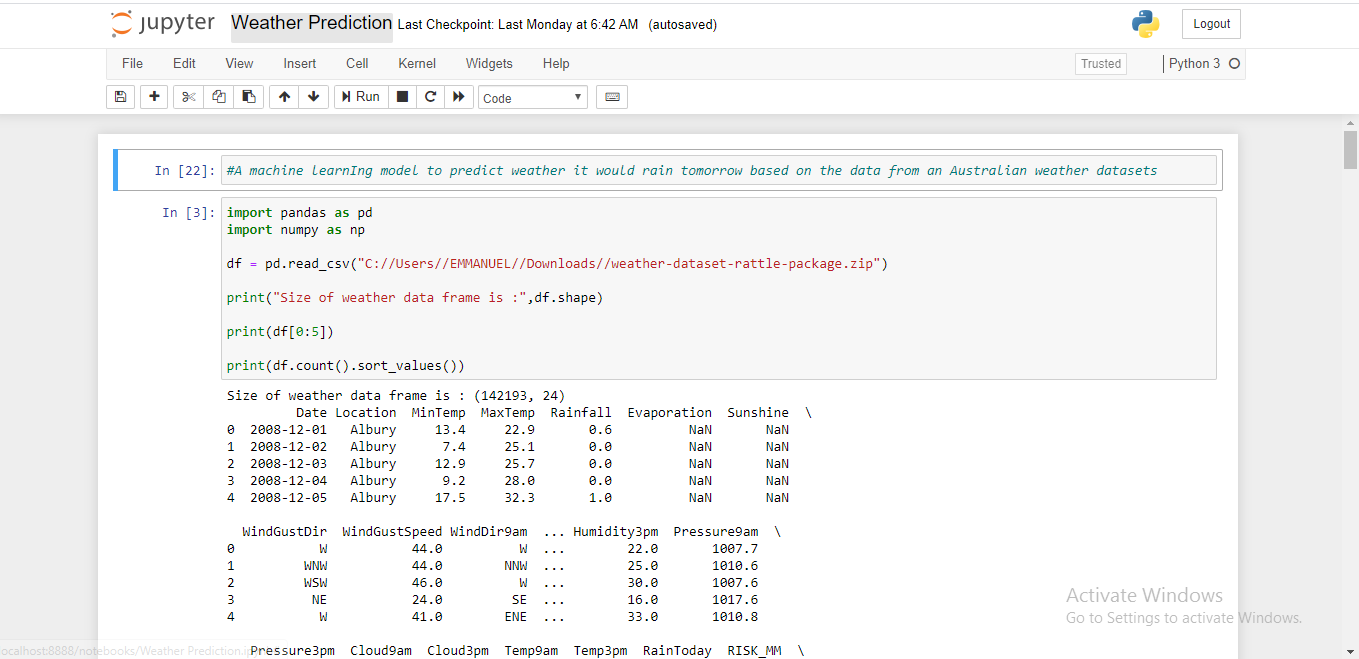 jupyter Weather Prediction Last Checkpoint: Last Monday at 6:42 AM (autosaved) Logout
File Edit View Insert Cell Kernel Widgets Help Trusted Python 3
Run Code
In [22]: #A machine learnIng model to predict weather it would rain tomorrow based on the data from an Australian weather datasets
In [3]: import pandas as pd
import numpy as np
df = pd.read_csv("C://Users//EMMANUEL//Downloads//weather-dataset-rattle-package.zip")
print("Size of weather data frame is :",df.shape)
print(df[0:5])
print(df.count().sort_values())
Size of weather data frame is : (142193, 24)
Date Location MinTemp MaxTemp Rainfall Evaporation Sunshine \
0 2008-12-01 Albury 13.4 22.9 0.6 NaN NaN
1 2008-12-02 Albury 7.4 25.1 0.0 NaN NaN
2 2008-12-03 Albury 12.9 25.7 0.0 NaN NaN
3 2008-12-04 Albury 9.2 28.0 0.0 NaN NaN
4 2008-12-05 Albury 17.5 32.3 1.0 NaN NaN
WindGustDir WindGustSpeed WindDir9am ... Humidity3pm Pressure9am \
0 W 44.0 W ... 22.0 1007.7
1 WNW 44.0 NNW ... 25.0 1010.6
2 WSW 46.0 W ... 30.0 1007.6
3 NE 24.0 SE ... 16.0 1017.6
4 W 41.0 ENE ... 33.0 1010.8
Activate Windows
Go to Settings to activate Windows.
Pressure3pm Cloud9am Cloud3pm Temp9am Temp3pm RainToday RISK_MM \
ocalhost:8888/notebooks/Weather Prediction.ip